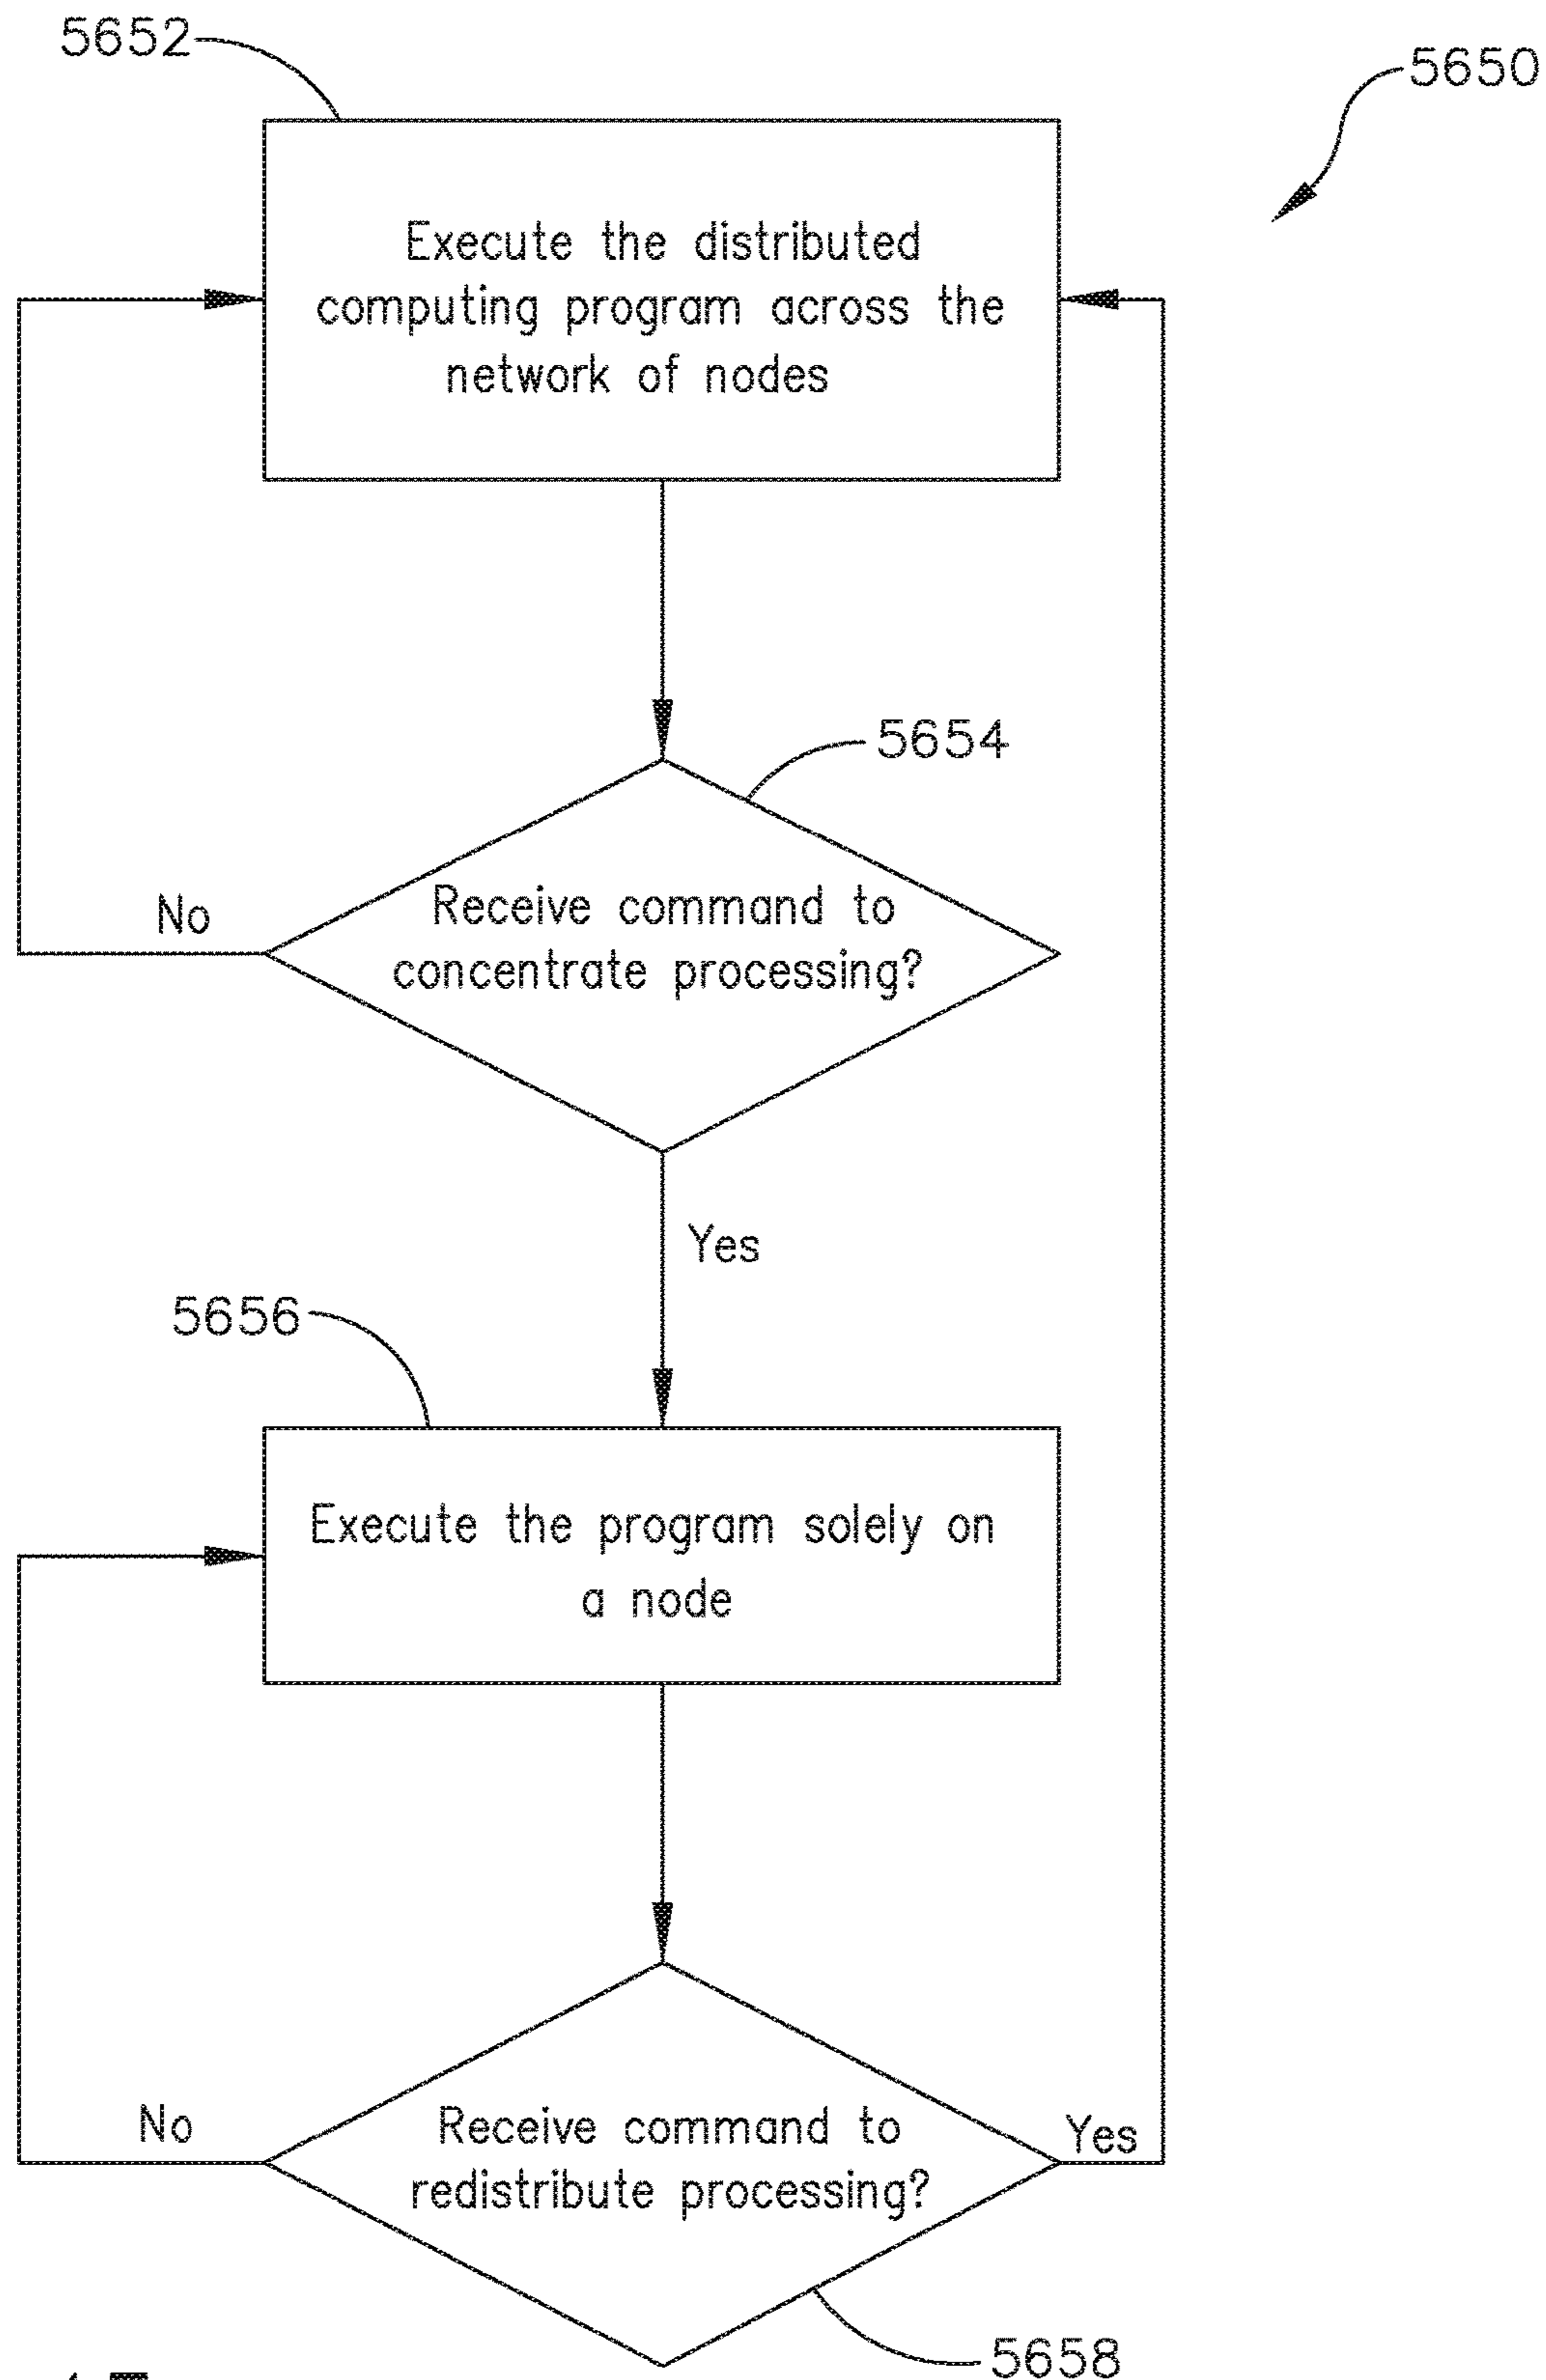 5652
5650
Execute the distributed
computing program across the
network of nodes
5654
No
Receive command to
concentrate processing?
Yes
5656
Execute the program solely on
a node
No
Receive command to
redistribute processing?
Yes
5658